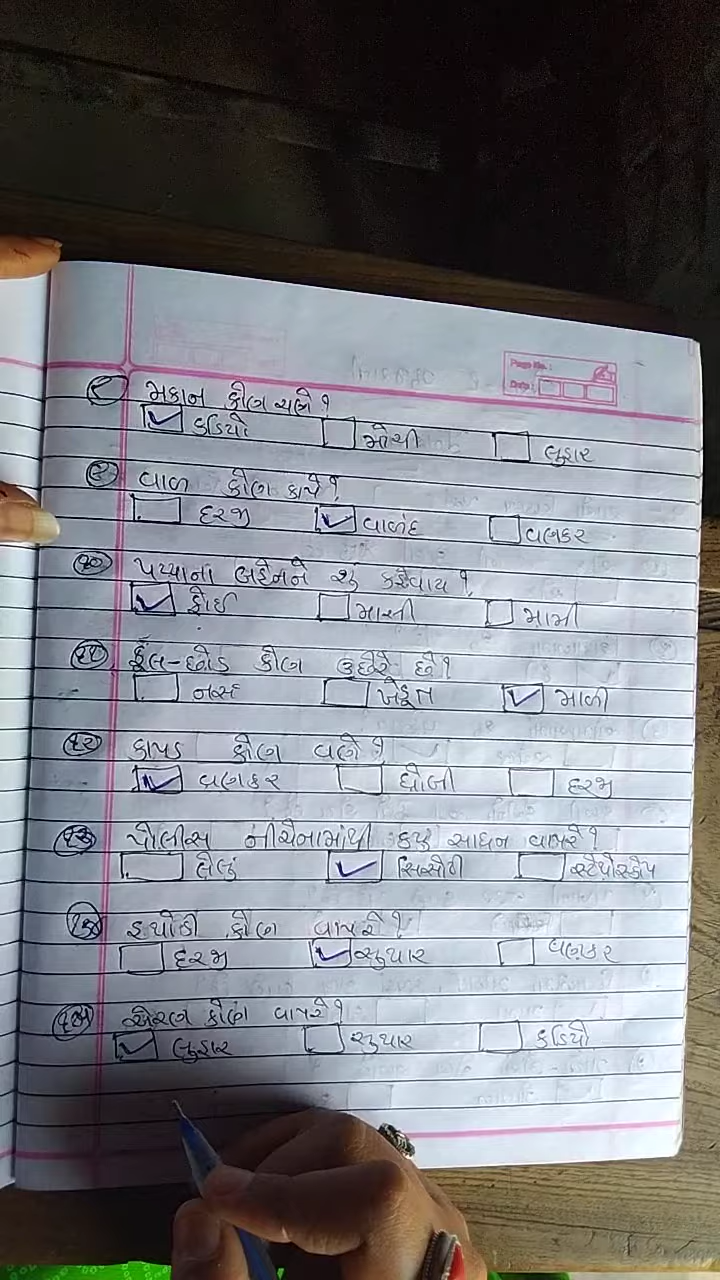 Page No. :
Date :
૮ મકાન કોણ ચણે ?
કડિયો મોચી લુહાર
૯ વાળ કોણ કાપે ?
દરજી વાળંદ વણકર
૧૦ પપ્પાનાં બહેનને શું કહેવાય ?
ફોઈ માસી મામી
૧૧ ફૂલ-છોડ કોણ ઉછેરે છે ?
નર્સ ખેડૂત માળી
૧૨ કાપડ કોણ વણે ?
વણકર ધોબી દરજી
૧૩ પોલીસ નીચેનામાંથી કયું સાધન વાપરે ?
લેલું સિસોટી સ્ટેથોસ્કોપ
૧૪ હથોડી કોણ વાપરે ?
દરજી સુથાર વણકર
૧૫ એરણ કોણ વાપરે ?
લુહાર સુથાર કડિયો